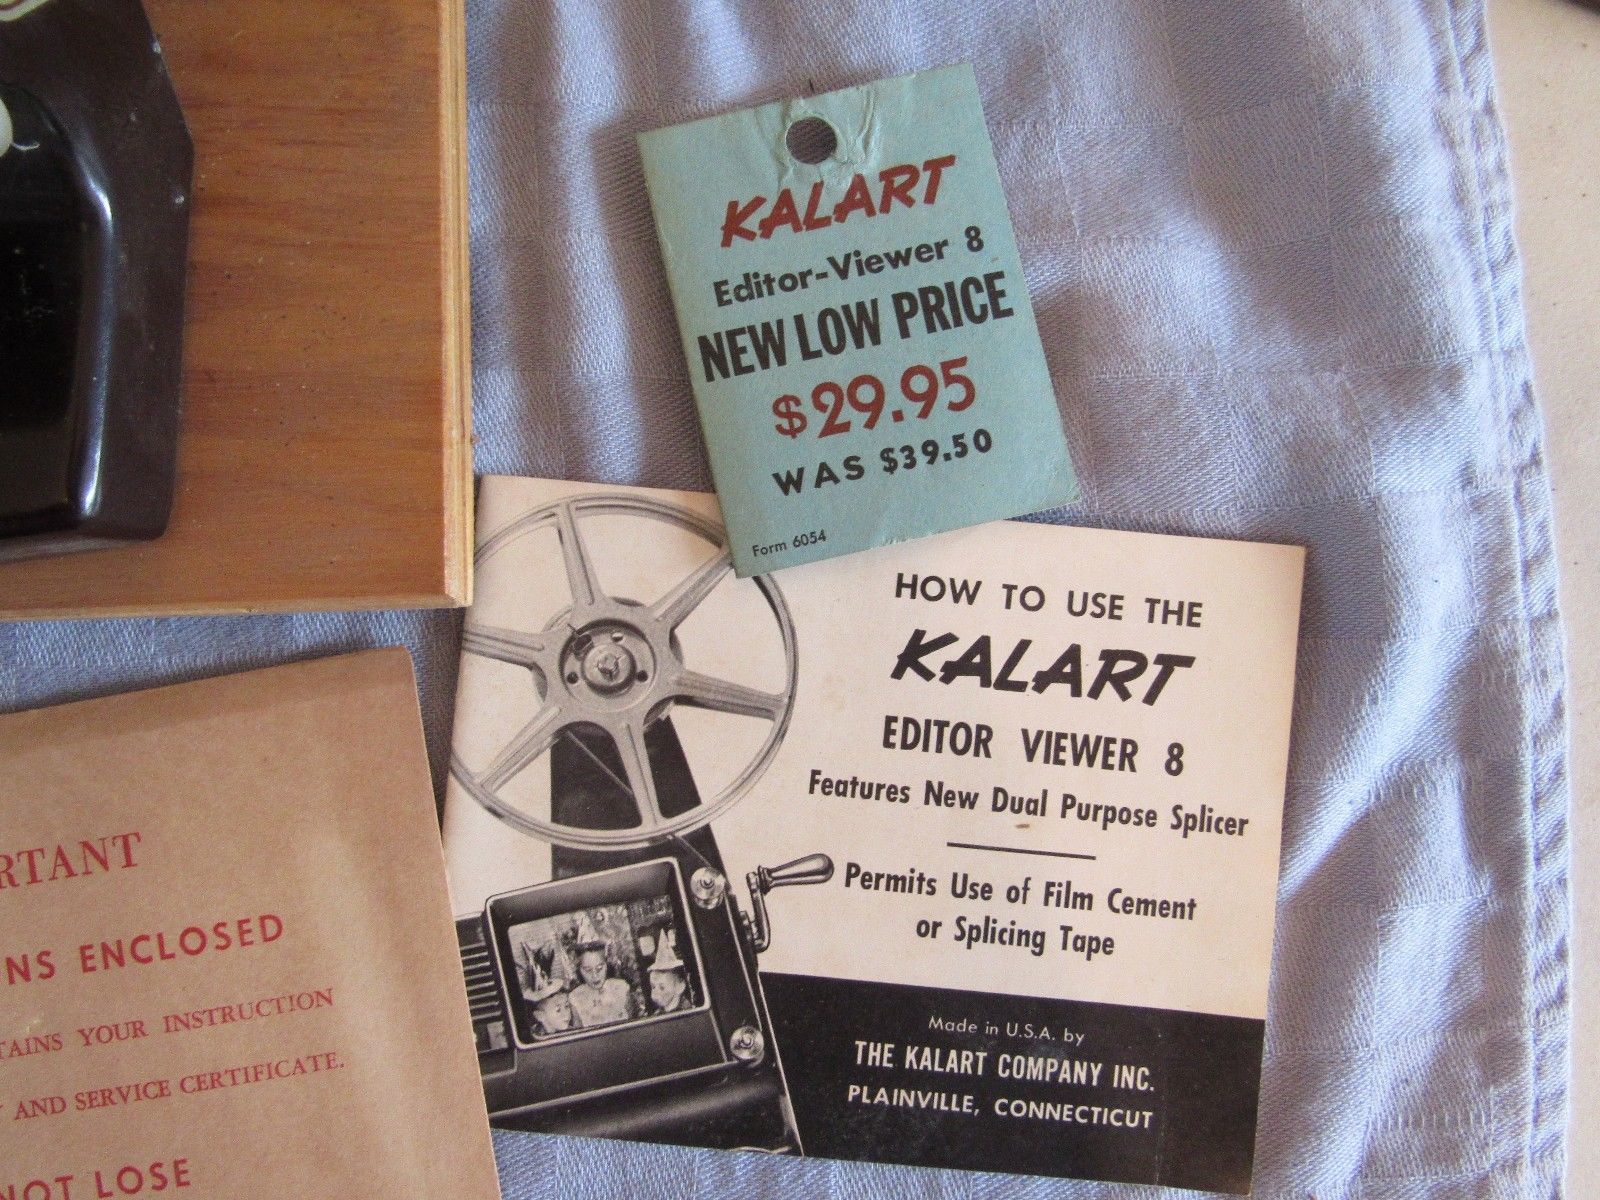 KALART
Editor-Viewer 8
NEW LOW PRICE
$29.95
WAS $39.50
Form 6054
HOW TO USE THE
KALART
EDITOR VIEWER 8
Features New Dual Purpose Splicer
Permits Use of Film Cement
or Splicing Tape
Made in U.S.A. by
THE KALART COMPANY INC.
PLAINVILLE, CONNECTICUT
RTANT
NS ENCLOSED
TAINS YOUR INSTRUCTION
AND SERVICE CERTIFICATE.
NOT LOSE